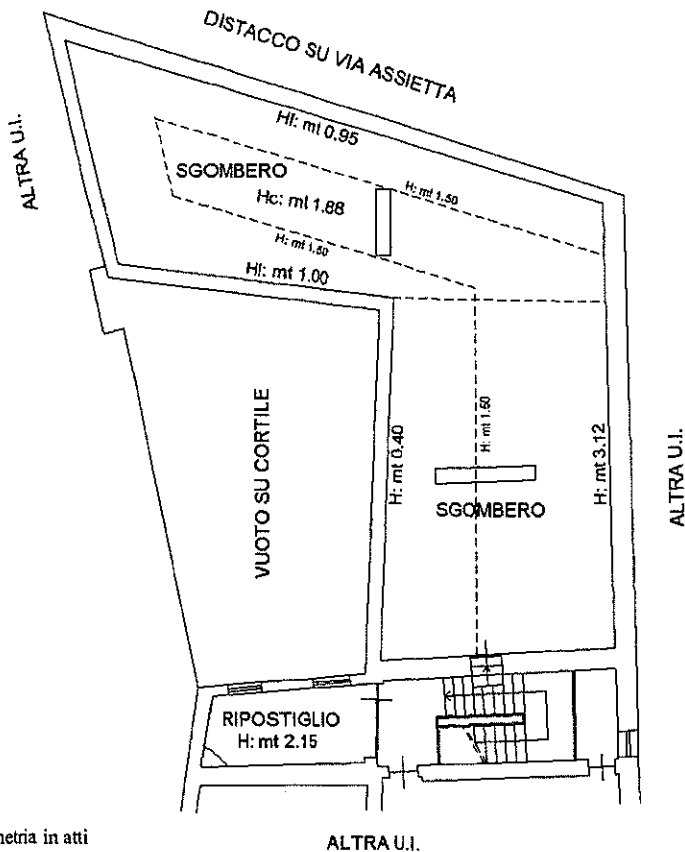 DISTACCO SU VIA ASSIETTA
ALTRA U.I.
Hl: mt 0.95
SGOMBERO
H: mt 1.50
Hc: mt 1.88
H: mt 1.50
Hl: mt 1.00
VUOTO SU CORTILE
H: mt 0.40
H: mt 1.50
H: mt 3.12
SGOMBERO
ALTRA U.I.
RIPOSTIGLIO
H: mt 2.15
netria in atti
ALTRA U.I.